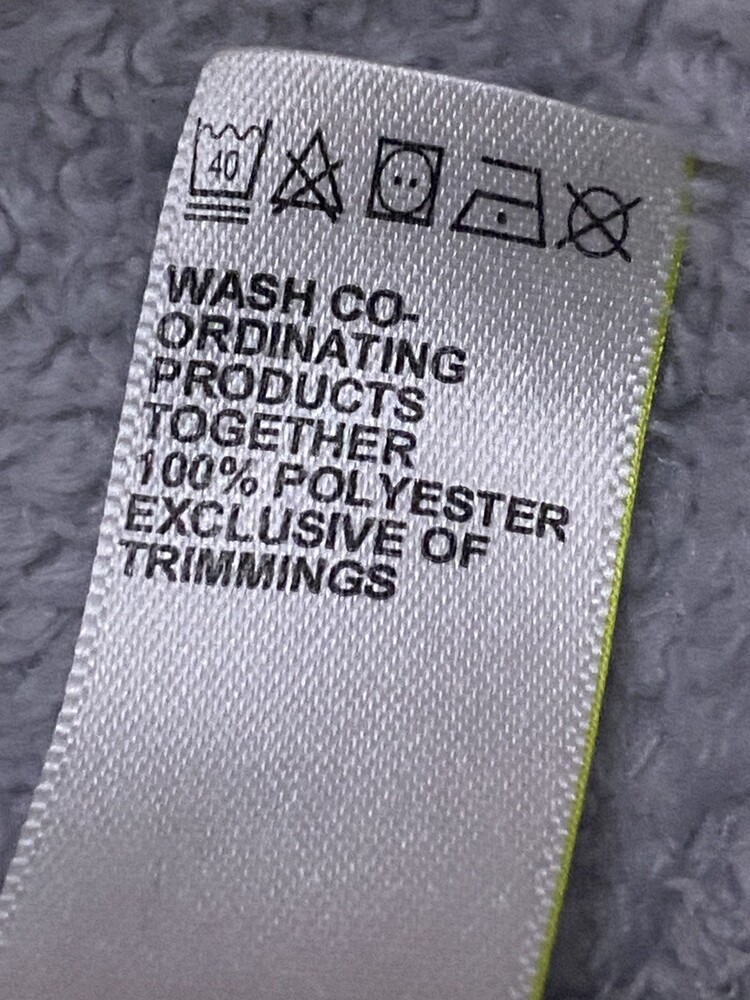 40
WASH CO-
ORDINATING
PRODUCTS
TOGETHER
100% POLYESTER
EXCLUSIVE OF
TRIMMINGS